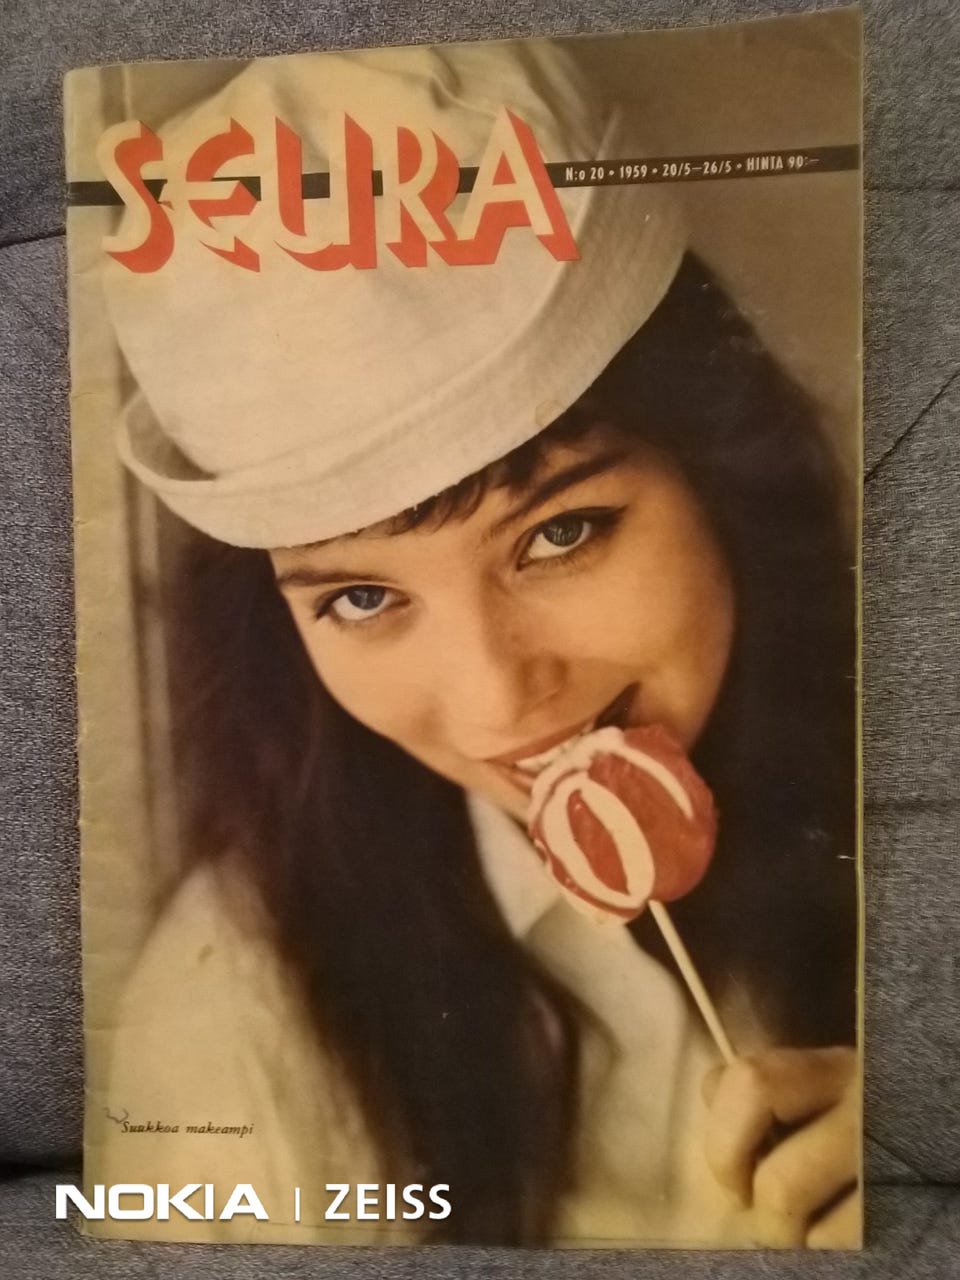 SEURA
N:o 20 • 1959 • 20/5–26/5 • HINTA 90:–
Suukkoa makeampi
NOKIA | ZEISS